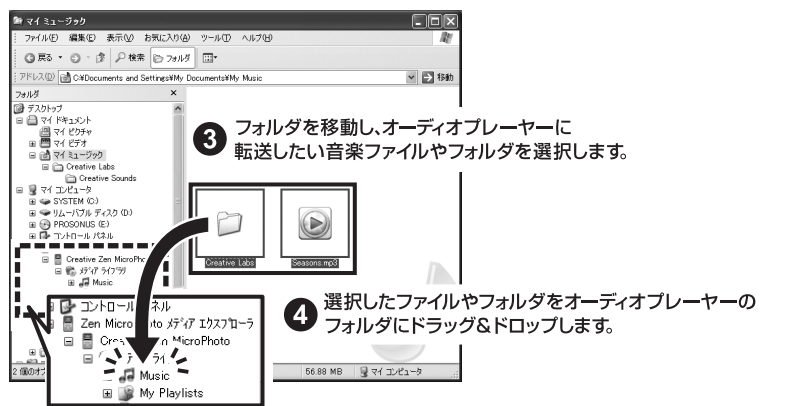 マイ ミュージック
ファイル(F) 編集(E) 表示(V) お気に入り(A) ツール(T) ヘルプ(H)
戻る 検索 フォルダ
アドレス(D) C:¥Documents and Settings¥My Documents¥My Music 移動
フォルダ ×
デスクトップ
マイ ドキュメント
マイ ピクチャ
マイ ビデオ
マイ ミュージック
Creative Labs
Creative Sounds
マイ コンピュータ
SYSTEM (C:)
リムーバブル ディスク (D:)
PROSONUS (E:)
コントロール パネル
Creative Zen MicroPho
メディア ライブラリ
Music
❸ フォルダを移動し、オーディオプレーヤーに
転送したい音楽ファイルやフォルダを選択します。
Creative Labs Seasons.mp3
❹ 選択したファイルやフォルダをオーディオプレーヤーの
フォルダにドラッグ&ドロップします。
コントロール ネル
Zen Micro oto メディア エクスプローラ
Cre n MicroPhoto
Music
My Playlists
2 個のオブ 56.88 MB マイ コンピュータ